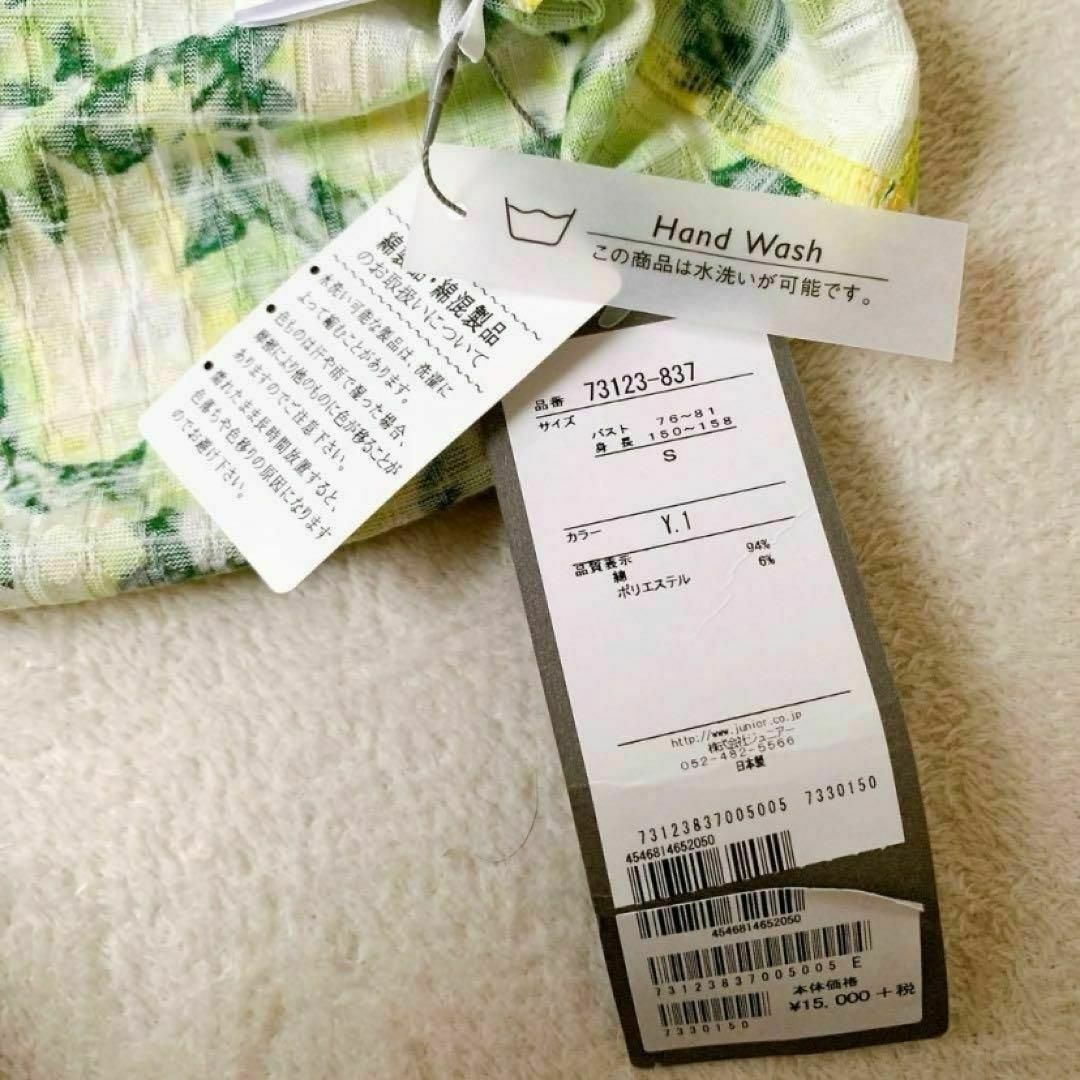 Hand Wash
この商品は水洗いが可能です。
綿製品・綿混製品
のお取扱いについて
●水洗い可能な製品は、洗濯に
よって縮むことがあります。
●色ものは汗や雨で湿った場合、
摩擦により他のものに色が移ることが
ありますのでご注意下さい。
●濡れたまま長時間放置すると、
色落ちや色移りの原因になります
のでお避け下さい。
品番 73123-837
サイズ
バスト 76〜81
身長 150〜158
S
カラー Y.1
品質表示
綿 94%
ポリエステル 6%
http://www.junior.co.jp
株式会社ジュニアー
052-482-5566
日本製
73123837005005 7330150
4546814652050
4546814652050
73123837005005 E
本体価格
¥15,000+税
7330150